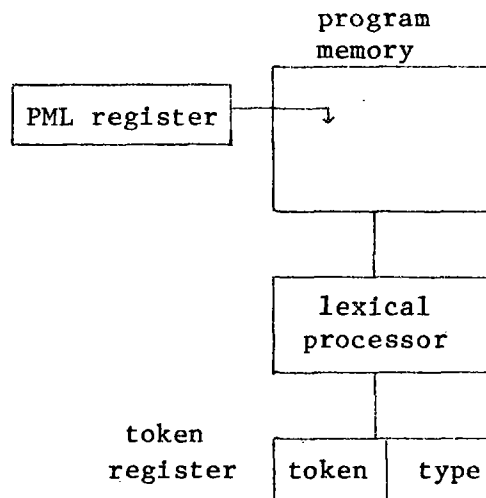 program
memory
PML register
lexical
processor
token
register
token
type